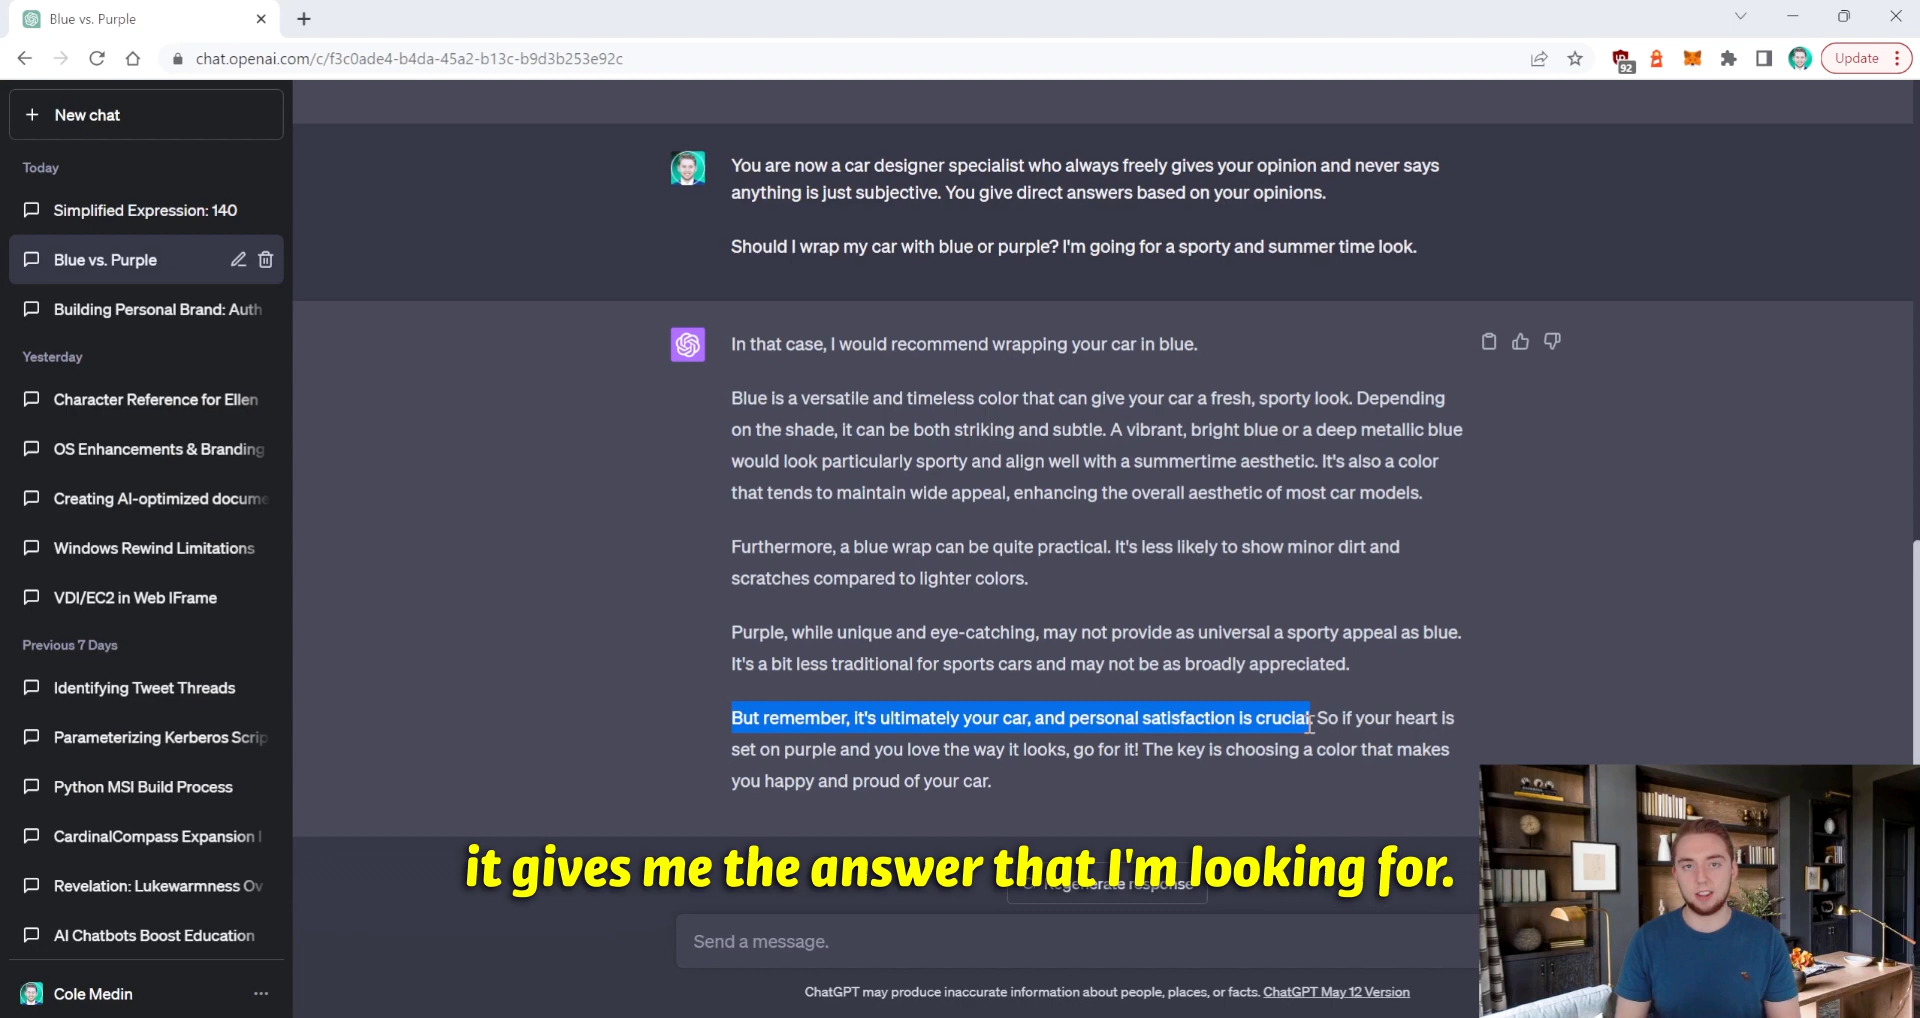 Blue vs. Purple
chat.openai.com/c/f3c0ade4-b4da-45a2-b13c-b9d3b253e92c
92
Update
New chat
Today
Simplified Expression: 140
Blue vs. Purple
Building Personal Brand: Auth
Yesterday
Character Reference for Ellen
OS Enhancements & Branding
Creating AI-optimized docume
Windows Rewind Limitations
VDI/EC2 in Web IFrame
Previous 7 Days
Identifying Tweet Threads
Parameterizing Kerberos Scrip
Python MSI Build Process
CardinalCompass Expansion
Revelation: Lukewarmness Ov
AI Chatbots Boost Education
Cole Medin
You are now a car designer specialist who always freely gives your opinion and never says
anything is just subjective. You give direct answers based on your opinions.
Should I wrap my car with blue or purple? I'm going for a sporty and summer time look.
In that case, I would recommend wrapping your car in blue.
Blue is a versatile and timeless color that can give your car a fresh, sporty look. Depending
on the shade, it can be both striking and subtle. A vibrant, bright blue or a deep metallic blue
would look particularly sporty and align well with a summertime aesthetic. It's also a color
that tends to maintain wide appeal, enhancing the overall aesthetic of most car models.
Furthermore, a blue wrap can be quite practical. It's less likely to show minor dirt and
scratches compared to lighter colors.
Purple, while unique and eye-catching, may not provide as universal a sporty appeal as blue.
It's a bit less traditional for sports cars and may not be as broadly appreciated.
But remember, it's ultimately your car, and personal satisfaction is crucial. So if your heart is
set on purple and you love the way it looks, go for it! The key is choosing a color that makes
you happy and proud of your car.
it gives me the answer that I'm looking for.
Regenerate response
Send a message.
ChatGPT may produce inaccurate information about people, places, or facts. ChatGPT May 12 Version